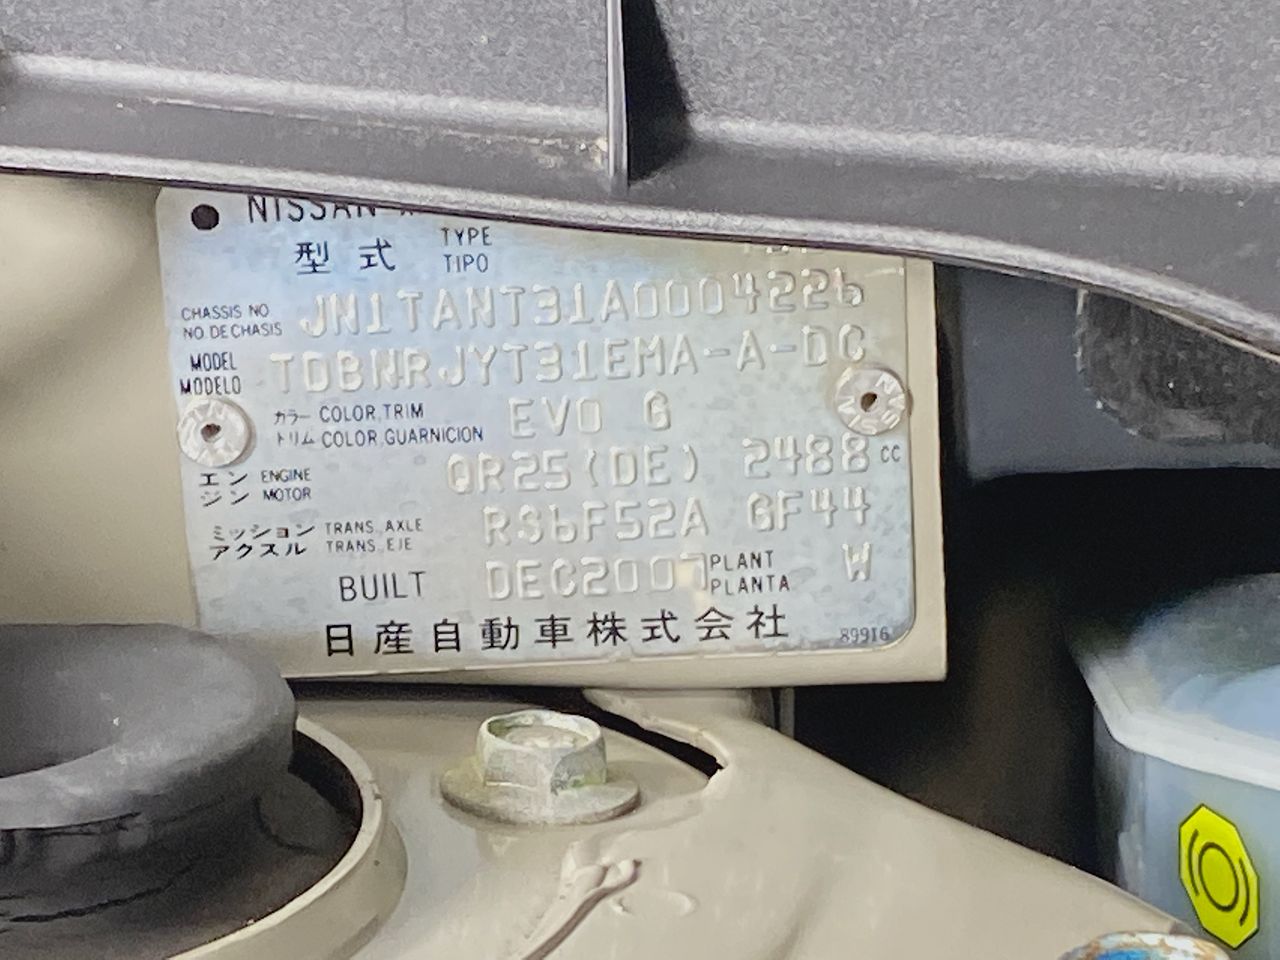 NISSAN
型式 TYPE
TIPO
CHASSIS NO
NO. DE CHASIS JN1TANT31A0004226
MODEL
MODELO TDBNRJYT31EMA-A-DC
カラー COLOR, TRIM
トリム COLOR, GUARNICION EVO G
エン ENGINE
ジン MOTOR QR25(DE) 2488 CC
ミッション TRANS. AXLE
アクスル TRANS. EJE RS6F52A GF44
BUILT DEC2007 PLANT
PLANTA W
日産自動車株式会社 89916